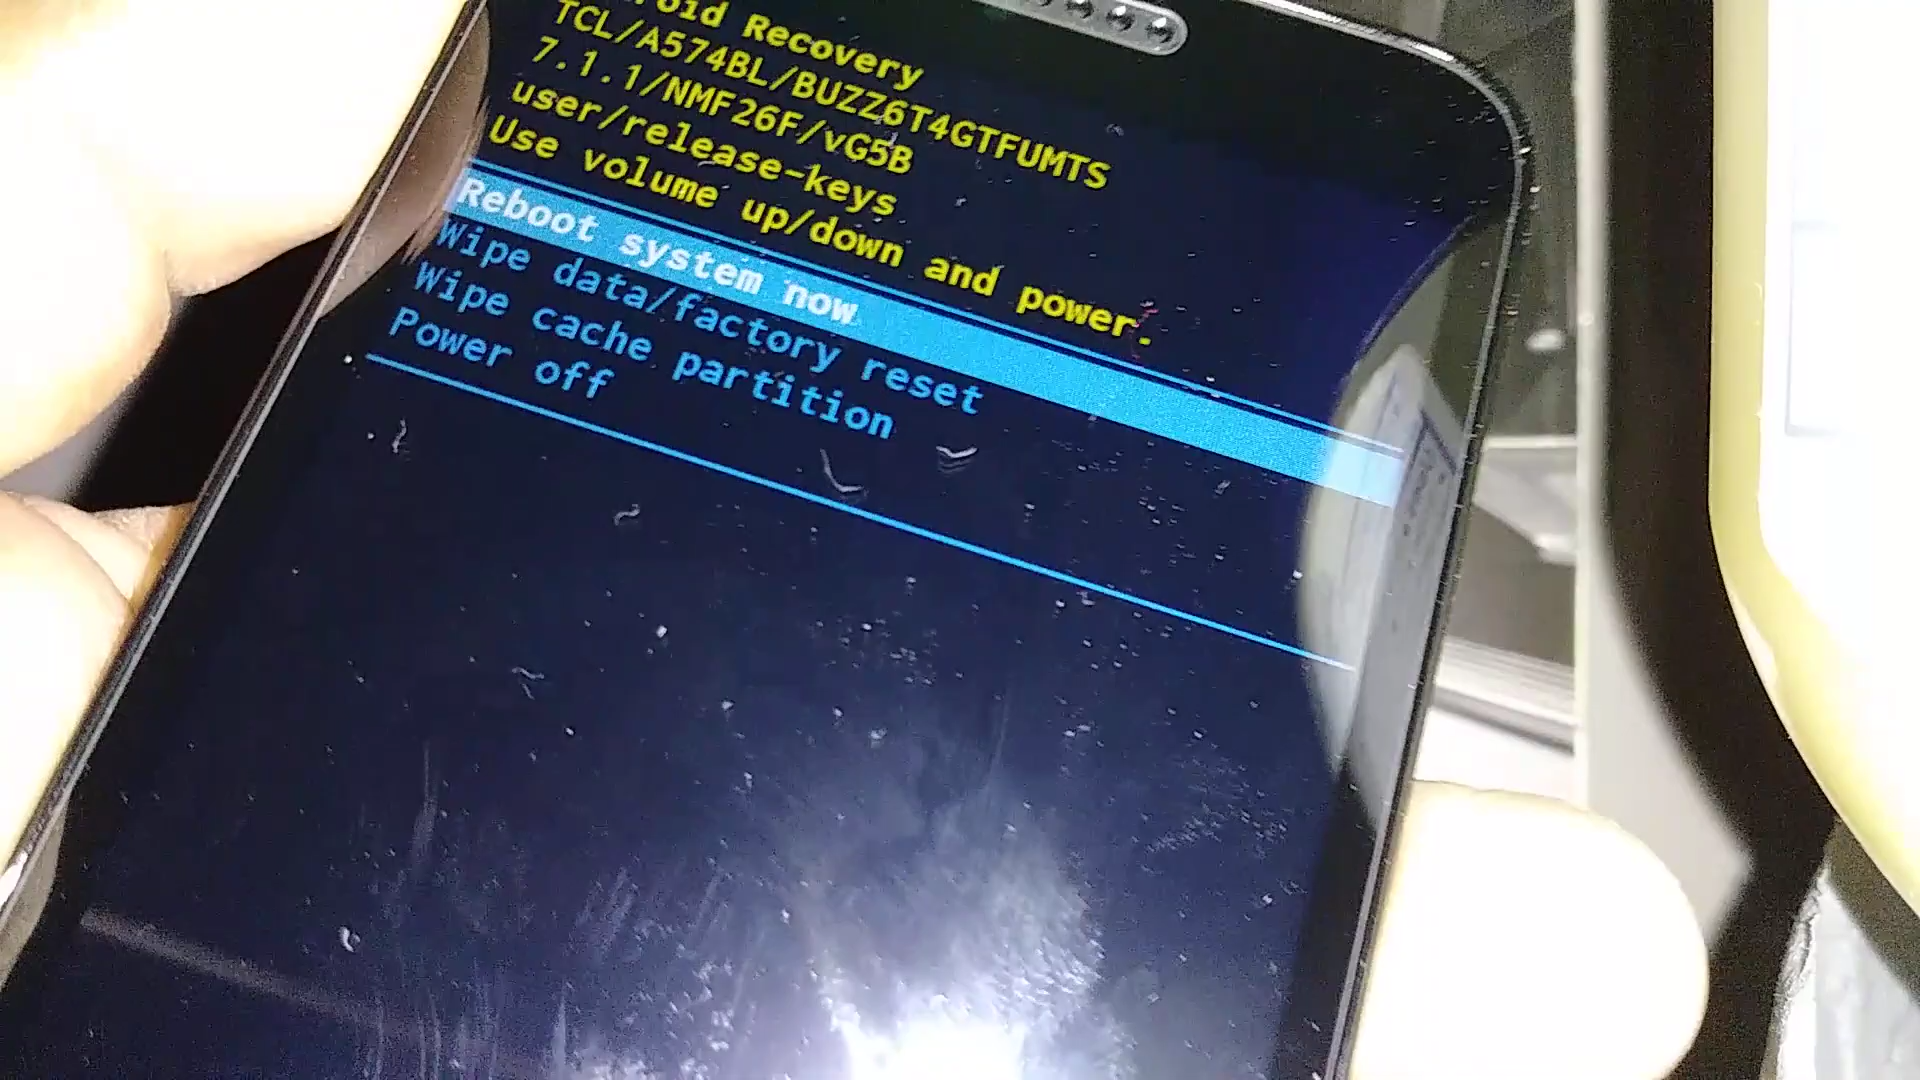 Android Recovery
TCL/A574BL/BUZZ6T4GTFUMTS
7.1.1/NMF26F/vG5B
user/release-keys
Use volume up/down and power.
Reboot system now
Wipe data/factory reset
Wipe cache partition
Power off